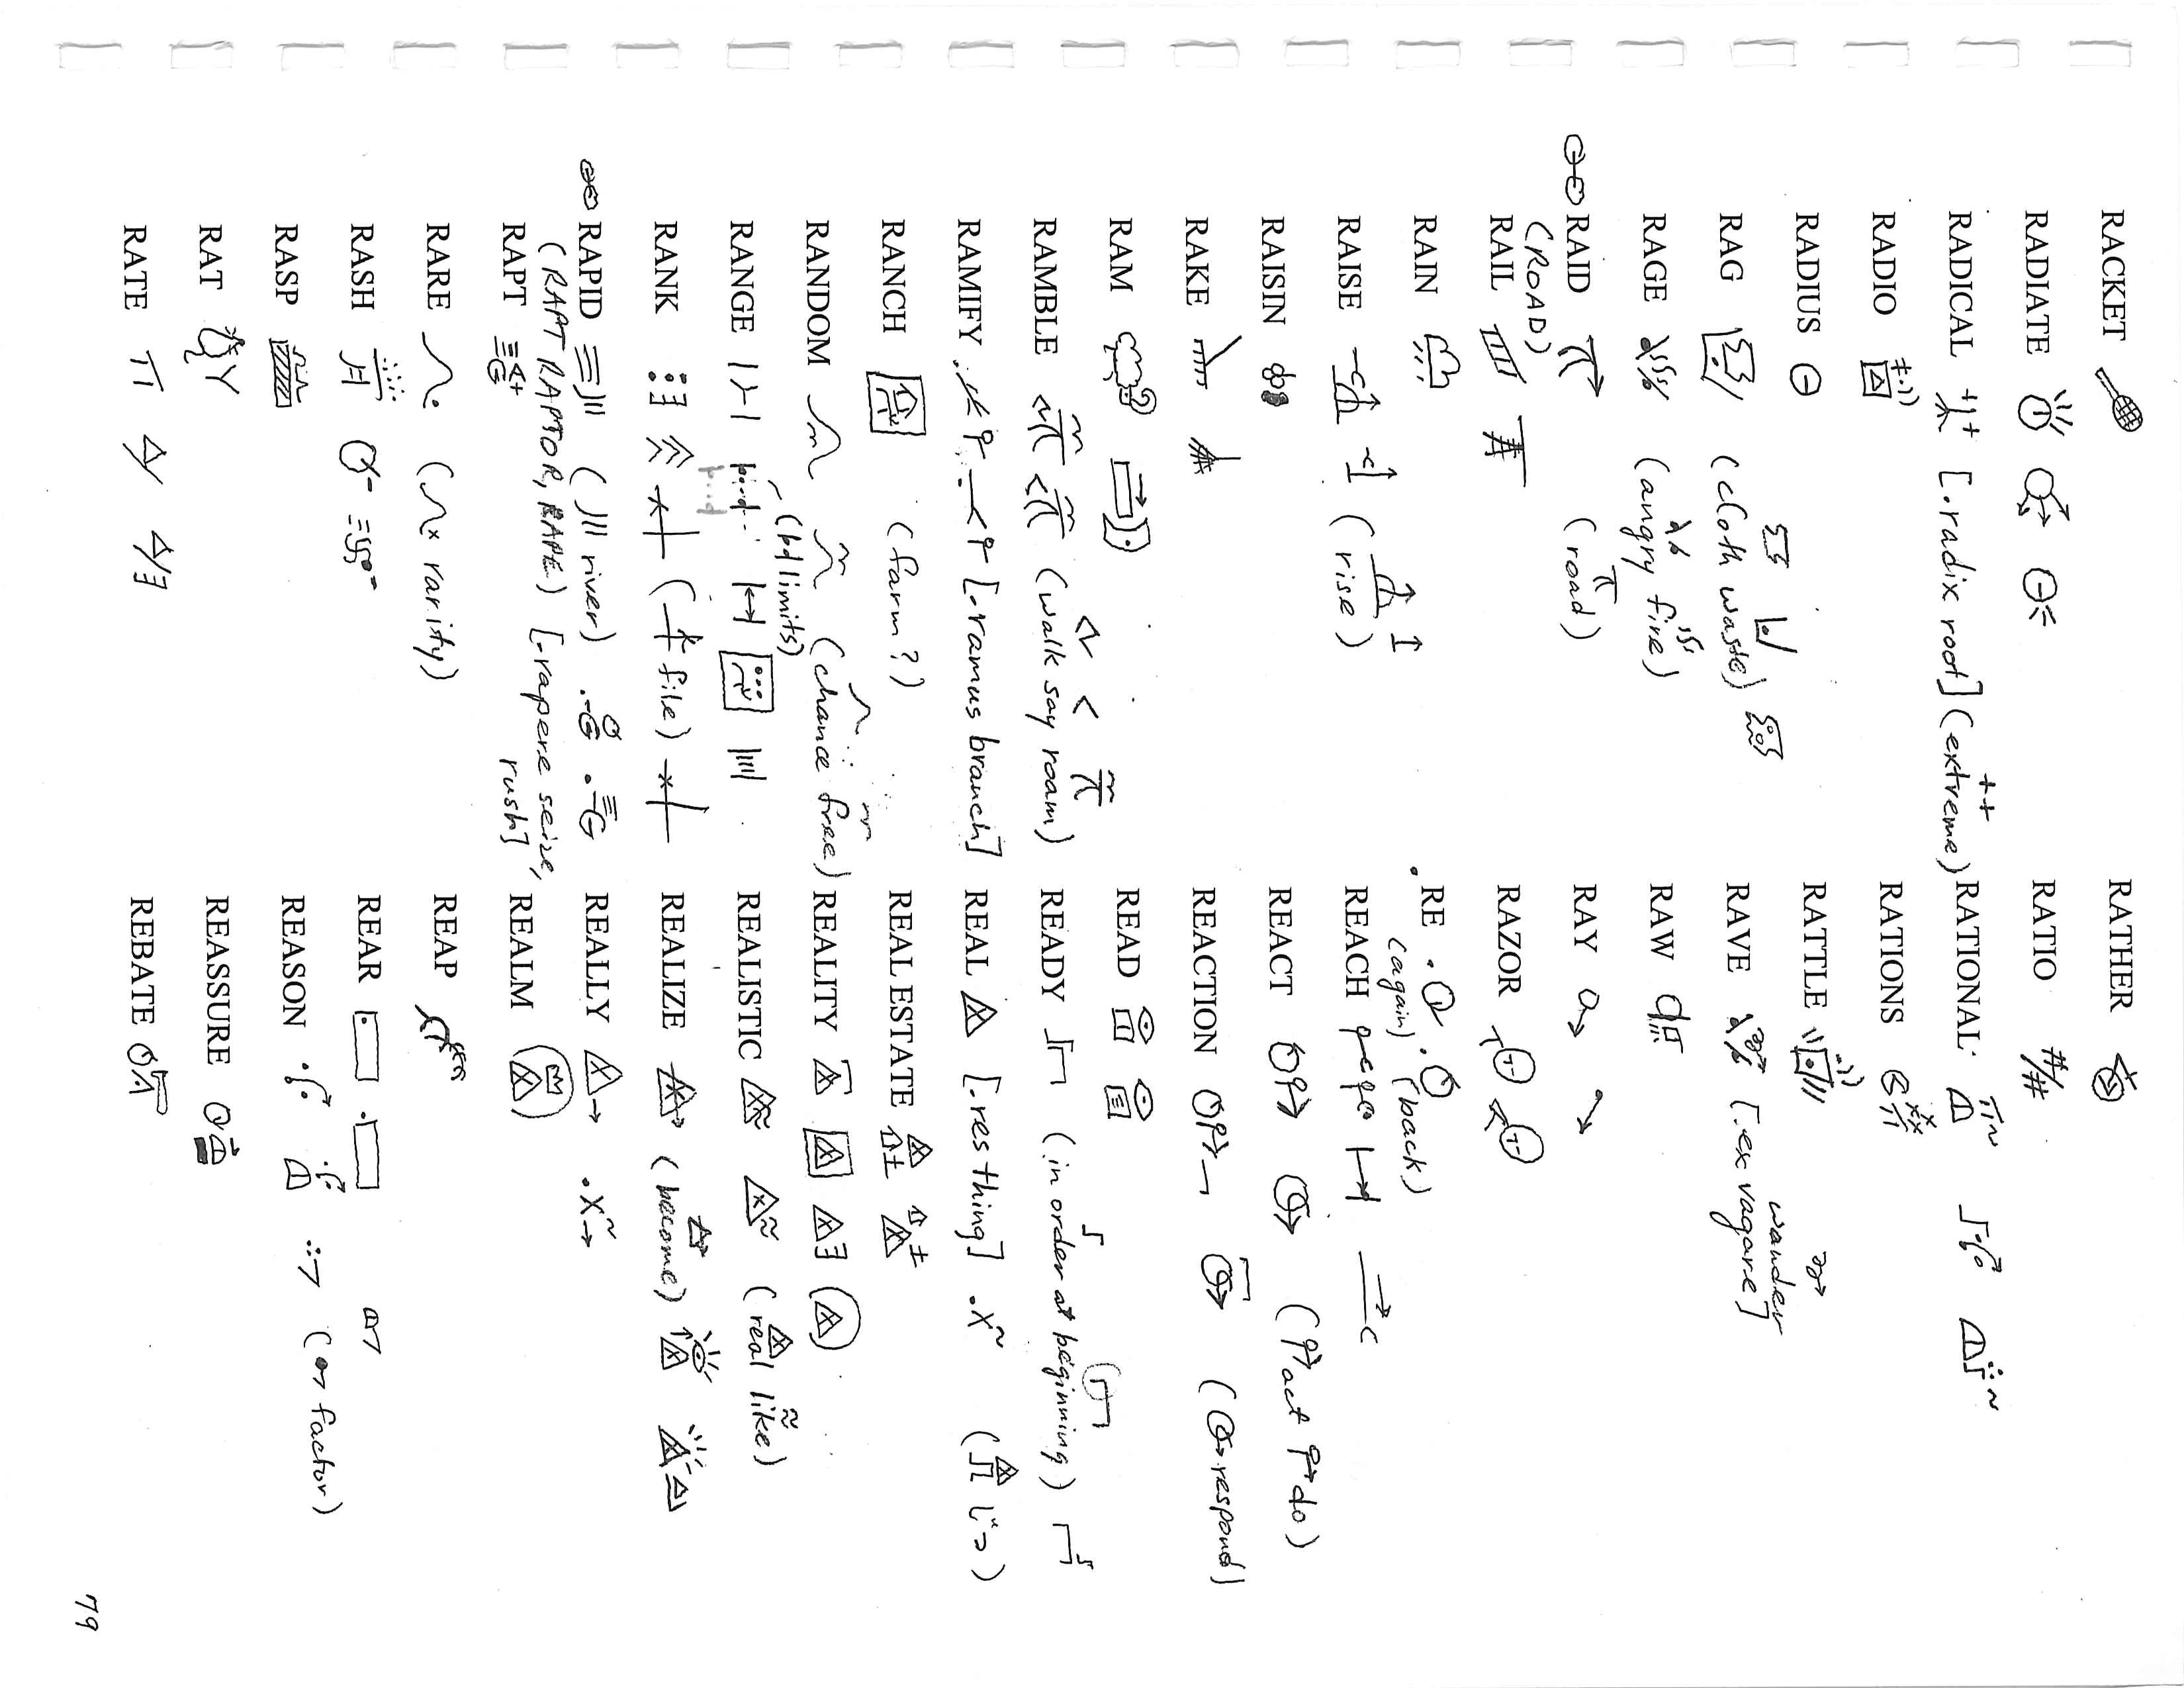 RACKET
RADIATE
RADICAL [.radix root] (extreme)
RADIO
RADIUS
RAG (cloth waste)
RAGE (angry fire)
RAID (road)
(ROAD)
RAIL
RAIN
RAISE (rise)
RAISIN
RAKE
RAM
RAMBLE (walk say roam)
RAMIFY [.ramus branch]
RANCH (farm?)
RANDOM (chance free)
RANGE (bd limits)
RANK (file)
RAPID (river)
(RAPT RAPTOR, RAPE) [.rapere seize,
RAPT rush]
RARE (x rarity)
RASH
RASP
RAT
RATE
RATHER
RATIO #/#
RATIONAL
RATIONS
RATTLE
RAVE [.ex vagare] wander
RAW
RAY
RAZOR
.RE (back)
(again)
REACH
REACT (act do)
REACTION (respond)
READ
READY (in order at beginning)
REAL [.res thing]
REAL ESTATE
REALITY
REALISTIC (real like)
REALIZE (become)
REALLY
REALM
REAP
REAR
REASON (factor)
REASSURE
REBATE
79